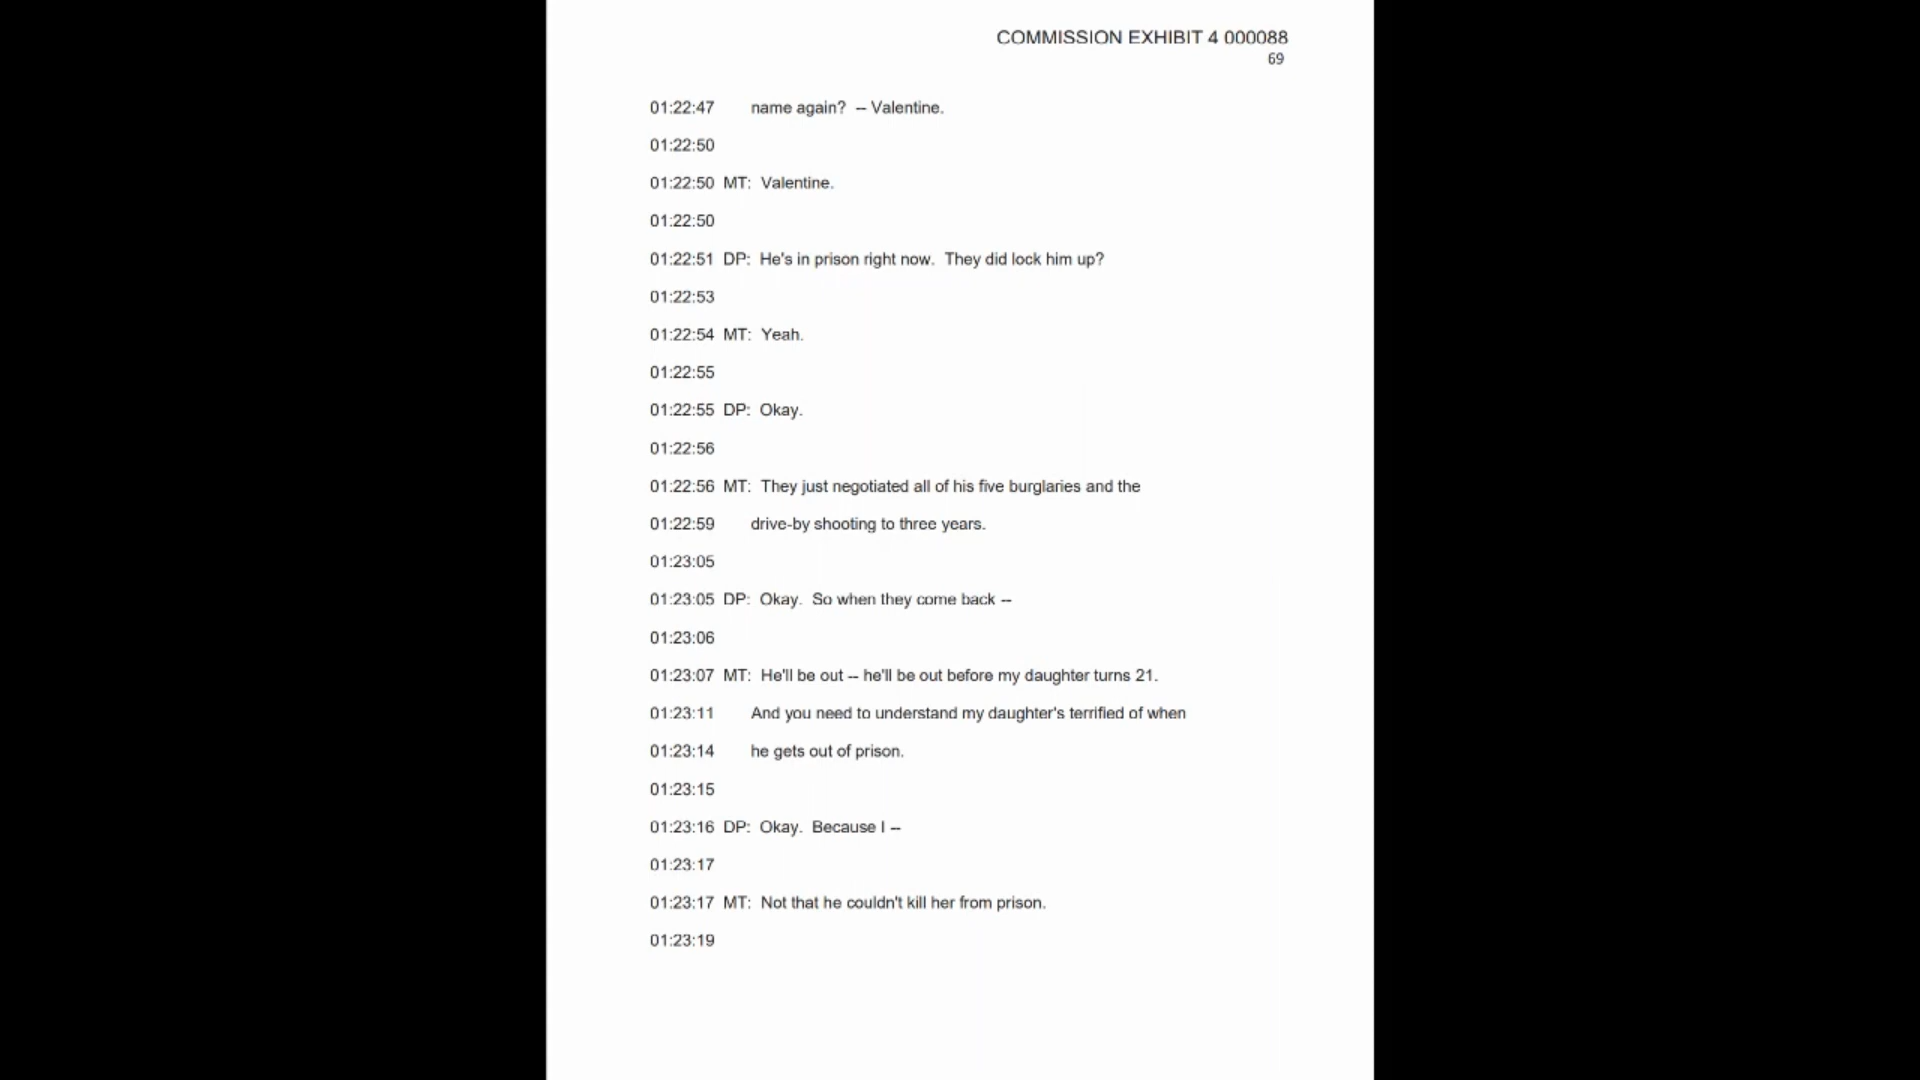 COMMISSION EXHIBIT 4 000088
69
01:22:47 name again? -- Valentine.
01:22:50
01:22:50 MT: Valentine.
01:22:50
01:22:51 DP: He's in prison right now. They did lock him up?
01:22:53
01:22:54 MT: Yeah.
01:22:55
01:22:55 DP: Okay.
01:22:56
01:22:56 MT: They just negotiated all of his five burglaries and the
01:22:59 drive-by shooting to three years.
01:23:05
01:23:05 DP: Okay. So when they come back --
01:23:06
01:23:07 MT: He'll be out -- he'll be out before my daughter turns 21.
01:23:11 And you need to understand my daughter's terrified of when
01:23:14 he gets out of prison.
01:23:15
01:23:16 DP: Okay. Because I --
01:23:17
01:23:17 MT: Not that he couldn't kill her from prison.
01:23:19